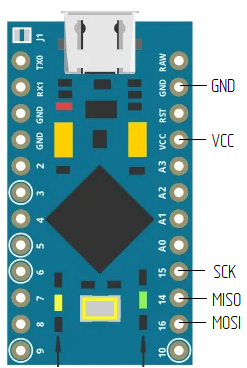 J1
TX0
RAW
RX1
GND
GND
GND
RST
GND
VCC
VCC
2
A3
3
A2
4
A1
5
A0
6
15
SCK
7
14
MISO
8
16
MOSI
9
10